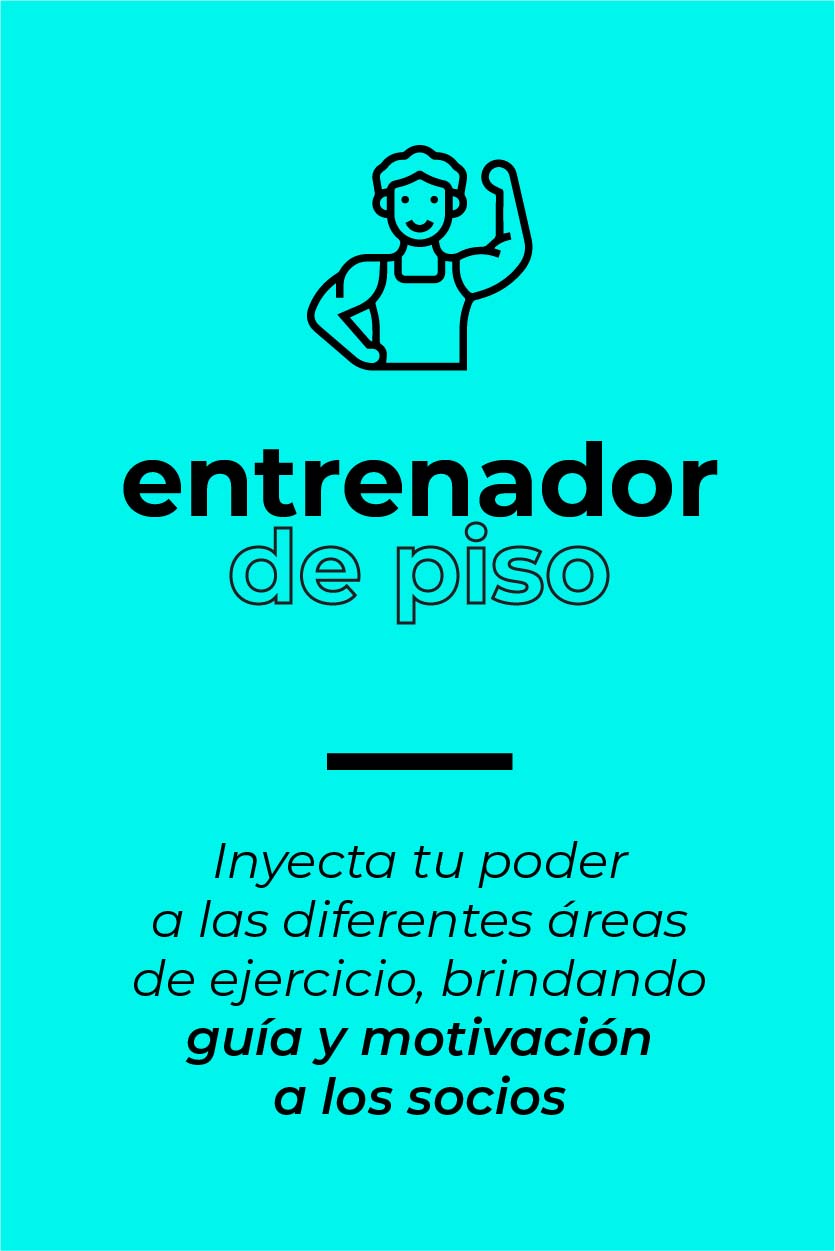 entrenador
de piso
Inyecta tu poder
a las diferentes áreas
de ejercicio, brindando
guía y motivación
a los socios